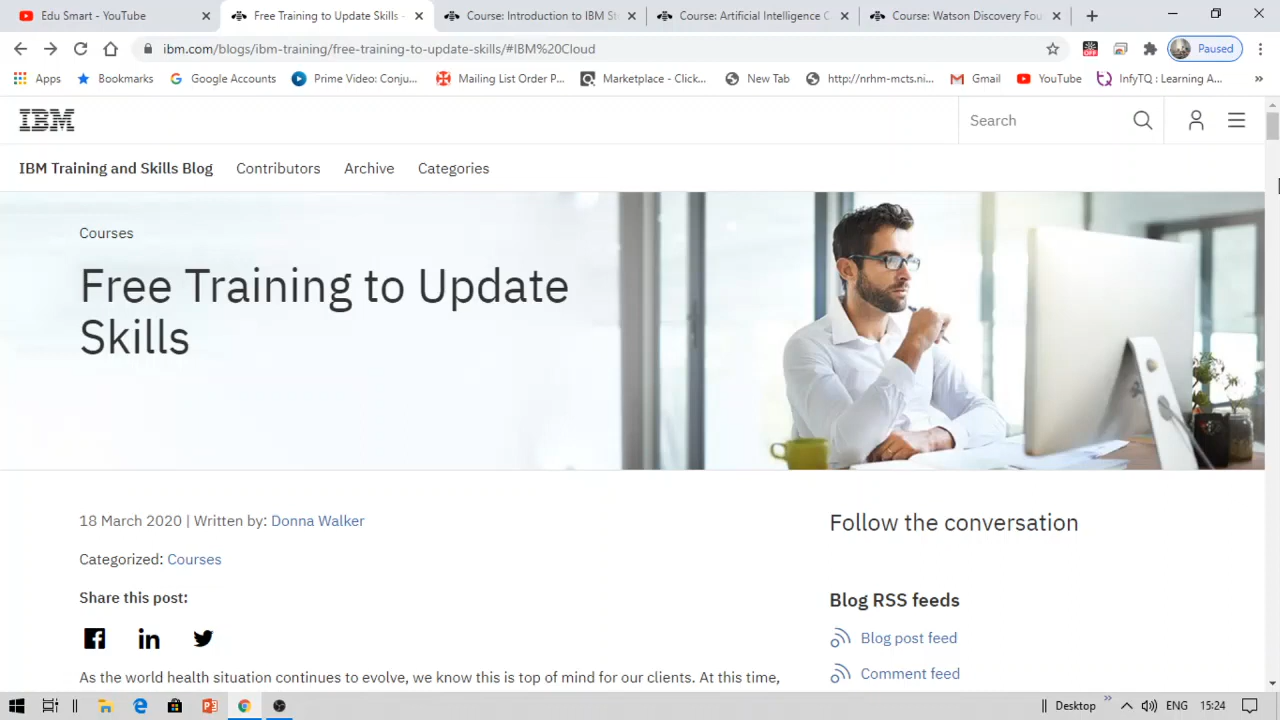 Edu Smart - YouTube
Free Training to Update Skills -
Course: Introduction to IBM St
Course: Artificial Intelligence C
Course: Watson Discovery Fou
ibm.com/blogs/ibm-training/free-training-to-update-skills/#IBM%20Cloud
OFF
Paused
Apps
Bookmarks
Google Accounts
Prime Video: Conju...
Mailing List Order P...
Marketplace - Click...
New Tab
http://nrhm-mcts.ni...
Gmail
YouTube
InfyTQ : Learning A...
»
IBM
Search
IBM Training and Skills Blog
Contributors
Archive
Categories
Courses
Free Training to Update
Skills
18 March 2020 | Written by: Donna Walker
Categorized: Courses
Share this post:
As the world health situation continues to evolve, we know this is top of mind for our clients. At this time,
Follow the conversation
Blog RSS feeds
Blog post feed
Comment feed
Desktop
»
ENG
15:24